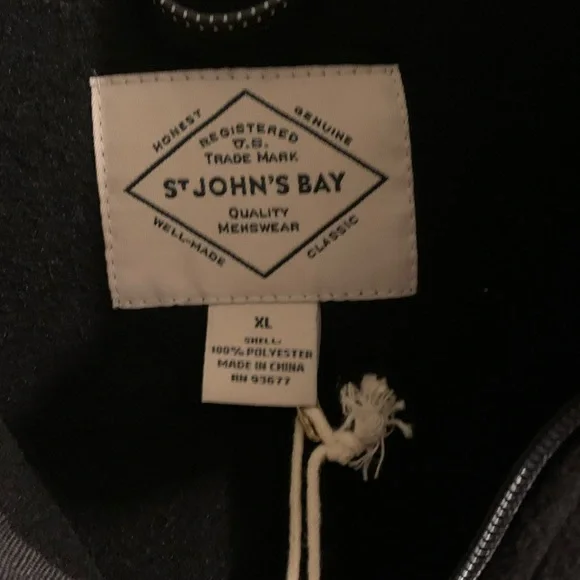 HONEST
GENUINE
REGISTERED
U.S.
TRADE MARK
ST JOHN'S BAY
QUALITY
MENSWEAR
WELL-MADE
CLASSIC
XL
SHELL:
100% POLYESTER
MADE IN CHINA
RN 93677